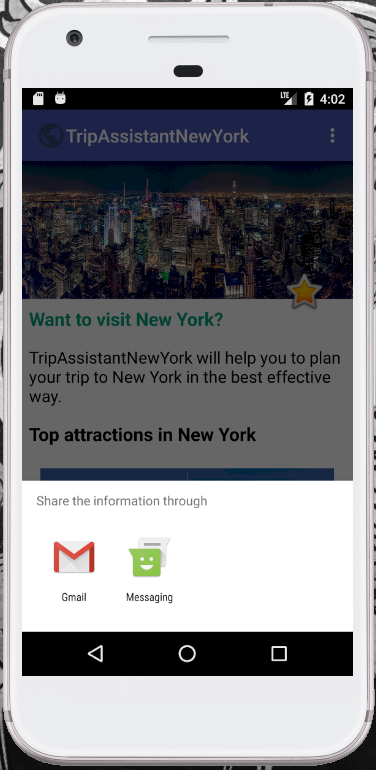 LTE 4:02
TripAssistantNewYork
Want to visit New York?
TripAssistantNewYork will help you to plan
your trip to New York in the best effective
way.
Top attractions in New York
Share the information through
Gmail
Messaging